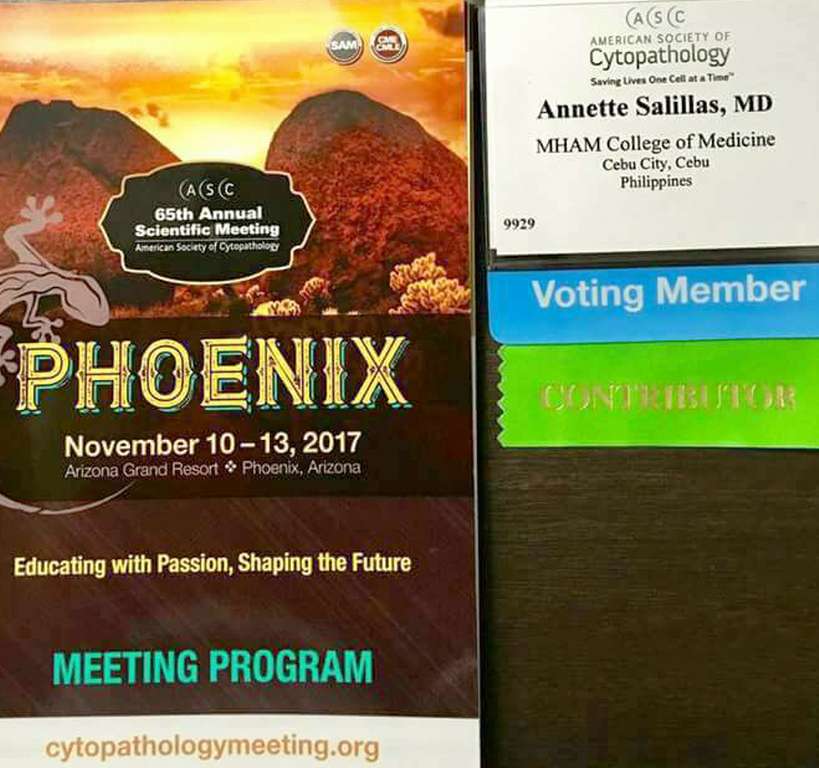 SAM
CME
CMLE
ASC
65th Annual
Scientific Meeting
American Society of Cytopathology
PHOENIX
November 10–13, 2017
Arizona Grand Resort ❖ Phoenix, Arizona
Educating with Passion, Shaping the Future
MEETING PROGRAM
cytopathologymeeting.org
ASC
AMERICAN SOCIETY OF
Cytopathology
Saving Lives One Cell at a Time™
Annette Salillas, MD
MHAM College of Medicine
Cebu City, Cebu
Philippines
9929
Voting Member
CONTRIBUTOR